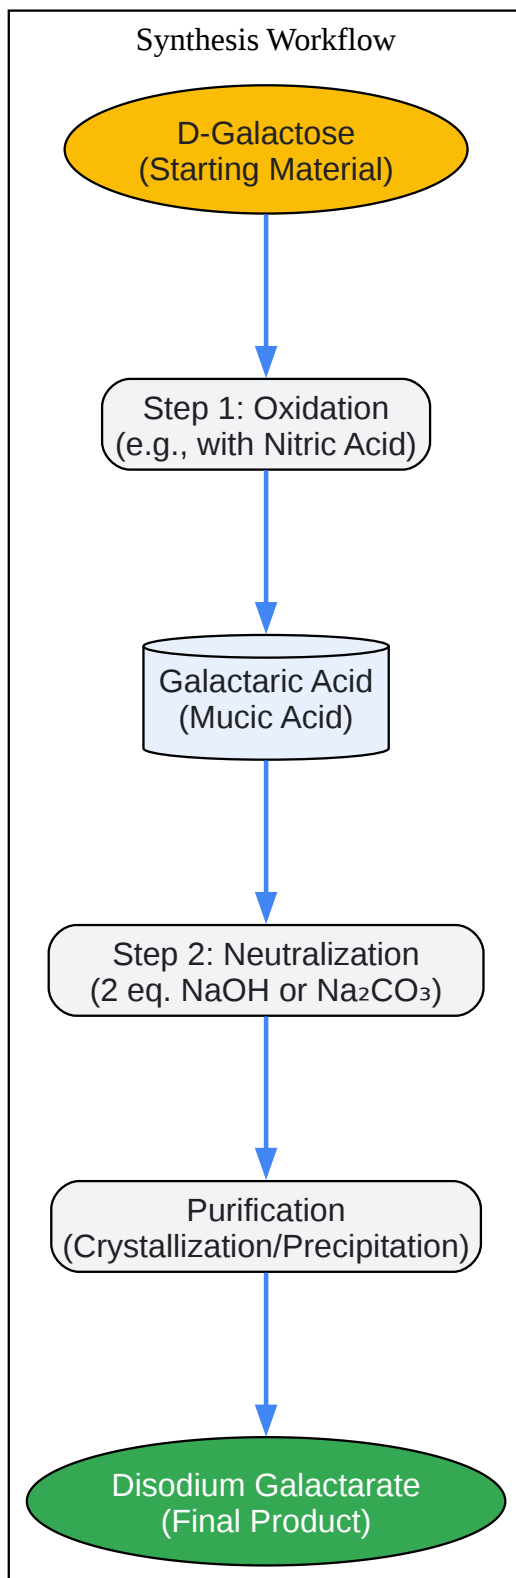 Synthesis Workflow
D-Galactose
(Starting Material)
Step 1: Oxidation
(e.g., with Nitric Acid)
Galactaric Acid
(Mucic Acid)
Step 2: Neutralization
(2 eq. NaOH or Na₂CO₃)
Purification
(Crystallization/Precipitation)
Disodium Galactarate
(Final Product)